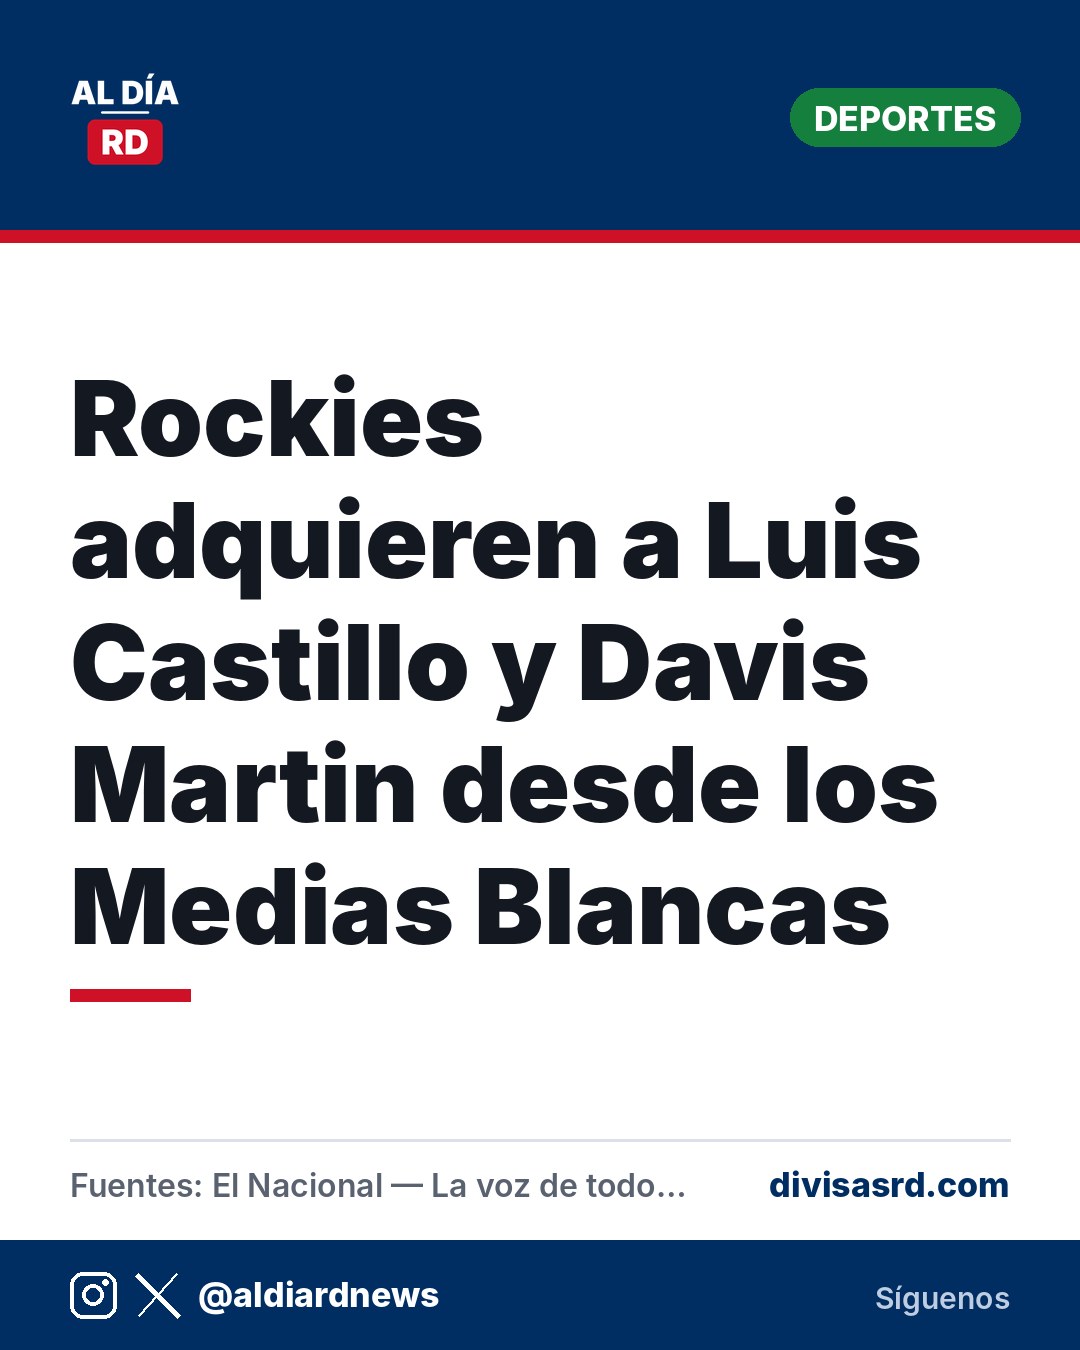 AL DÍA
RD
DEPORTES
Rockies
adquieren a Luis
Castillo y Davis
Martin desde los
Medias Blancas
Fuentes: El Nacional — La voz de todo...
divisasrd.com
@aldiardnews
Síguenos